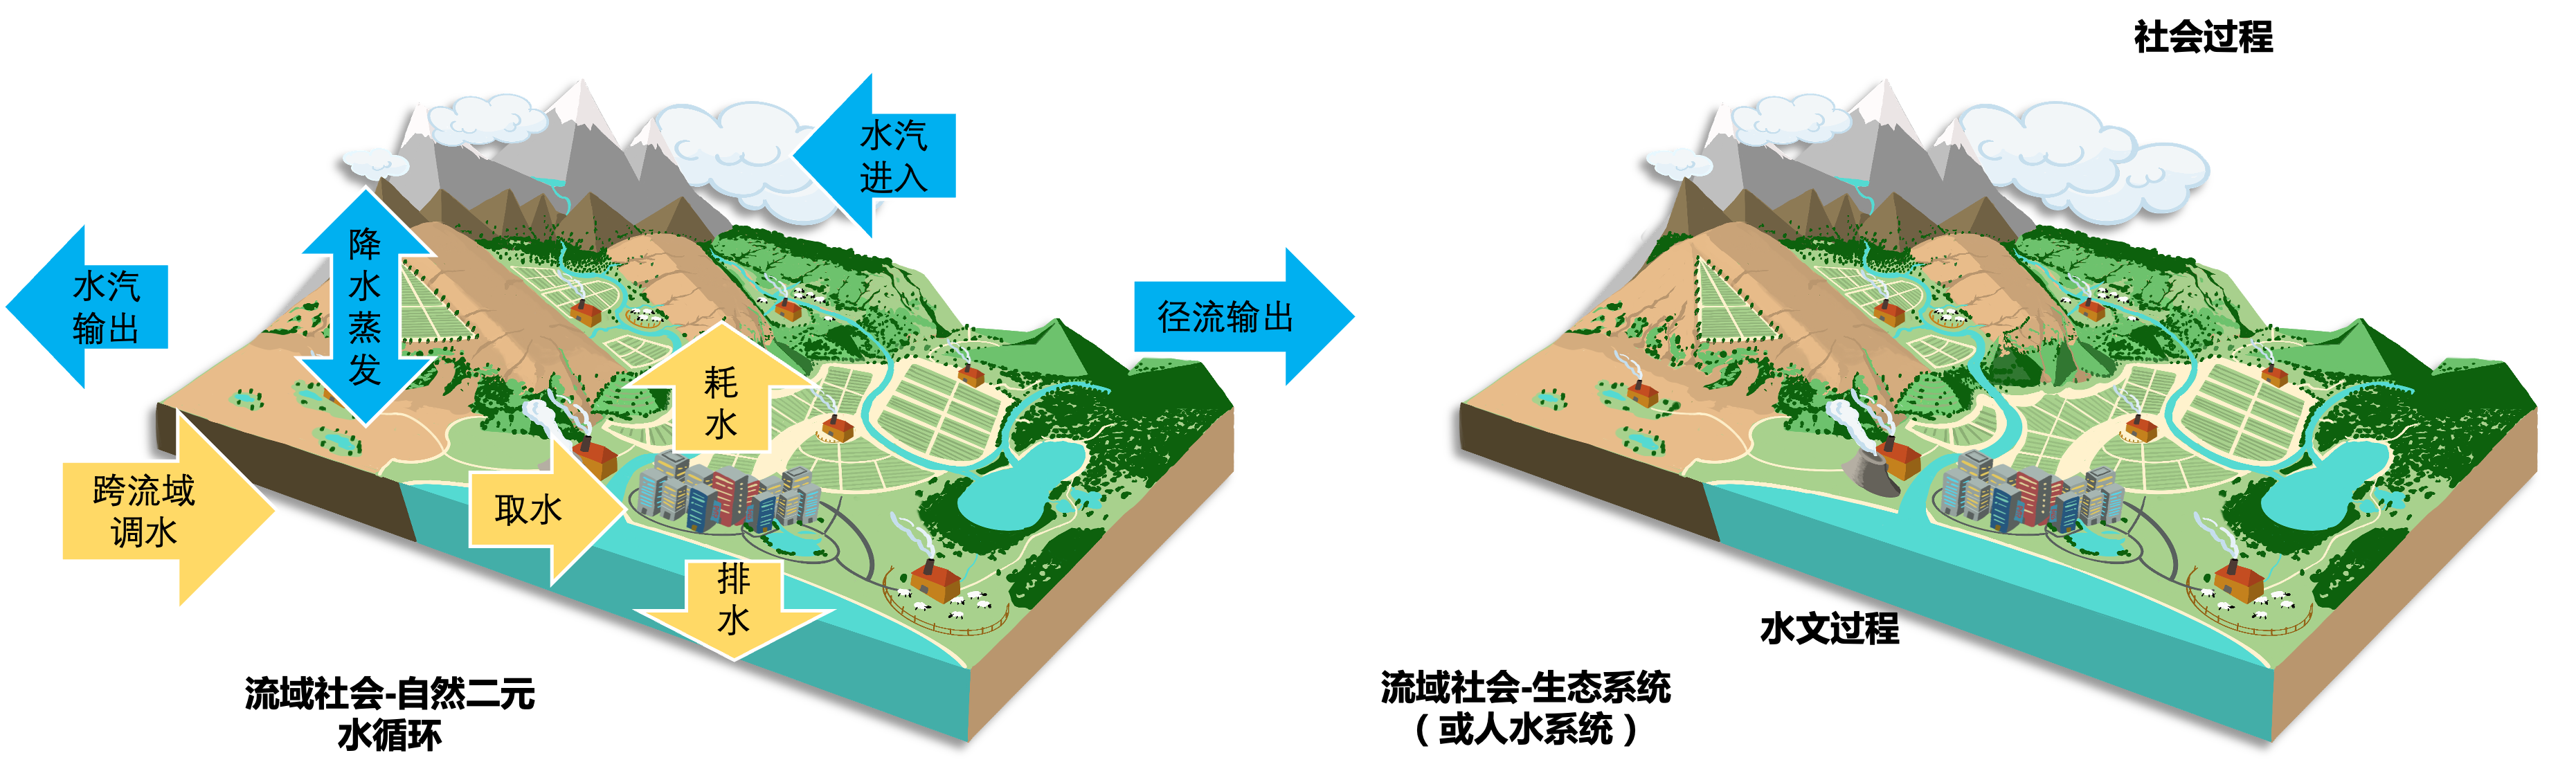 社会过程
水汽
进入
降
水
蒸
发
水汽
输出
径流输出
耗
水
跨流域
调水
取水
排
水
水文过程
流域社会-自然二元
水循环
流域社会-生态系统
（或人水系统）